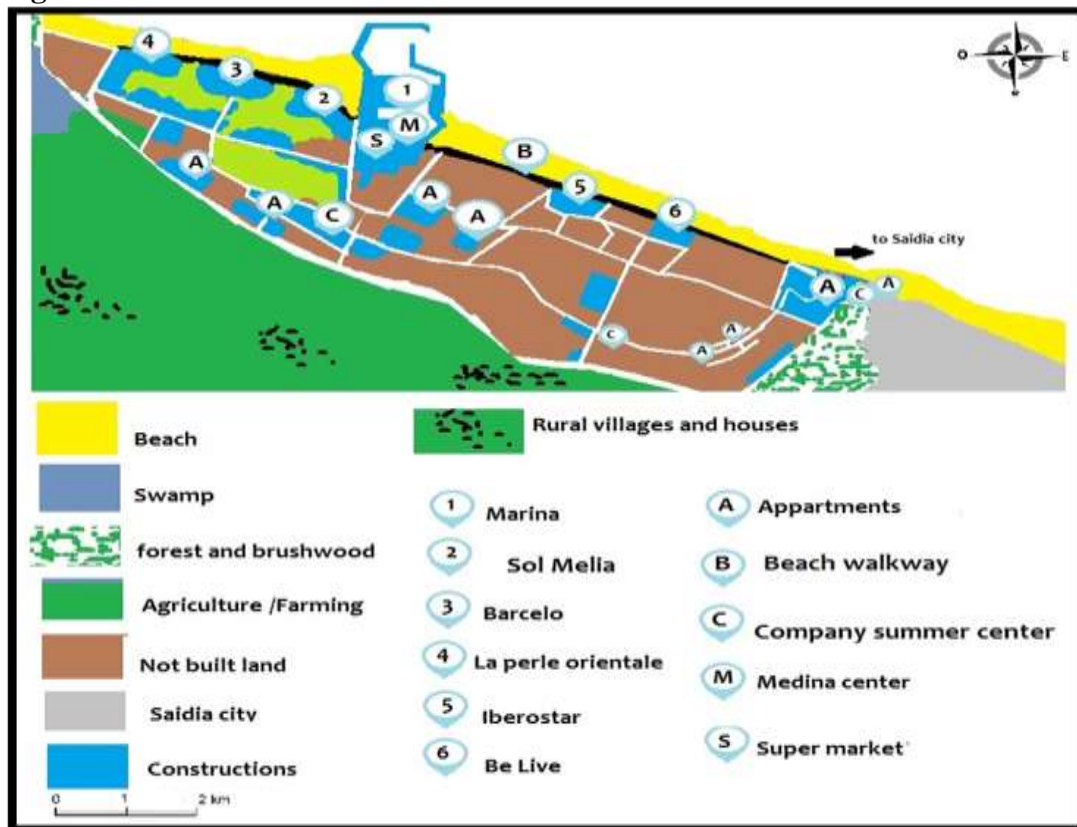 4
3
2
1
M
S
B
5
6
A
A
C
A
A
O
E
to Saidia city
A
C
A
C
A
A
Beach
Swamp
forest and brushwood
Agriculture /Farming
Not built land
Saidia city
Constructions
0 1 2 km
Rural villages and houses
1 Marina
2 Sol Melia
3 Barcelo
4 La perle orientale
5 Iberostar
6 Be Live
A Appartments
B Beach walkway
C Company summer center
M Medina center
S Super market